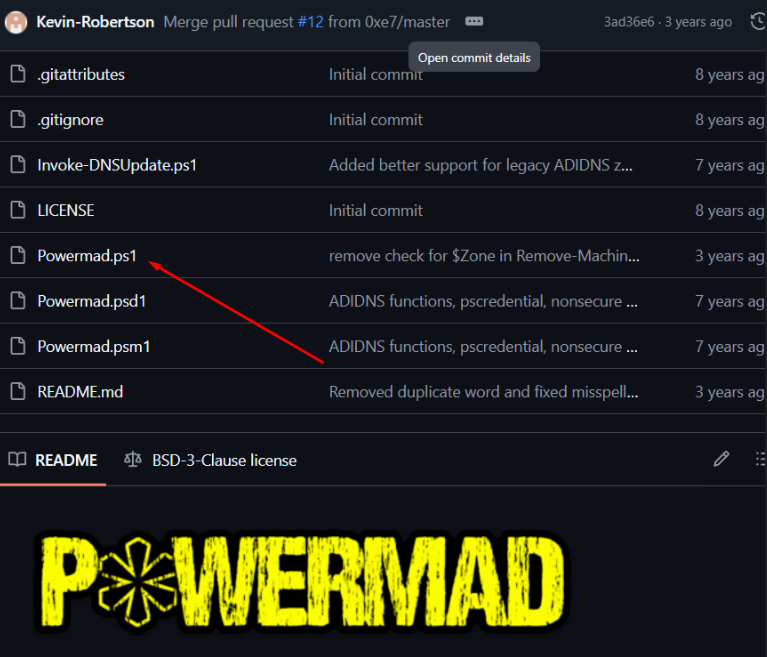 Kevin-Robertson Merge pull request #12 from 0xe7/master 3ad36e6 · 3 years ago
Open commit details
.gitattributes Initial commit 8 years ag
.gitignore Initial commit 8 years ag
Invoke-DNSUpdate.ps1 Added better support for legacy ADIDNS z... 7 years ag
LICENSE Initial commit 8 years ag
Powermad.ps1 remove check for $Zone in Remove-Machin... 3 years ag
Powermad.psd1 ADIDNS functions, pscredential, nonsecure ... 7 years ag
Powermad.psm1 ADIDNS functions, pscredential, nonsecure ... 7 years ag
README.md Removed duplicate word and fixed misspell... 3 years ag
README BSD-3-Clause license
P*WERMAD